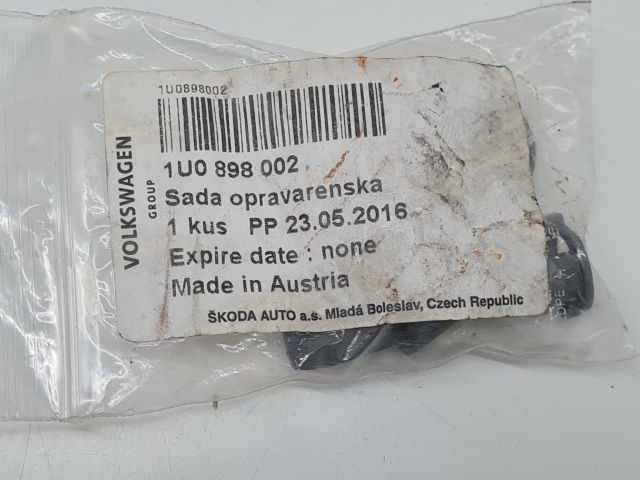 1U0898002
VOLKSWAGEN
GROUP
1U0 898 002
Sada opravarenska
1 kus PP 23.05.2016
Expire date : none
Made in Austria
ŠKODA AUTO a.s. Mladá Boleslav, Czech Republic